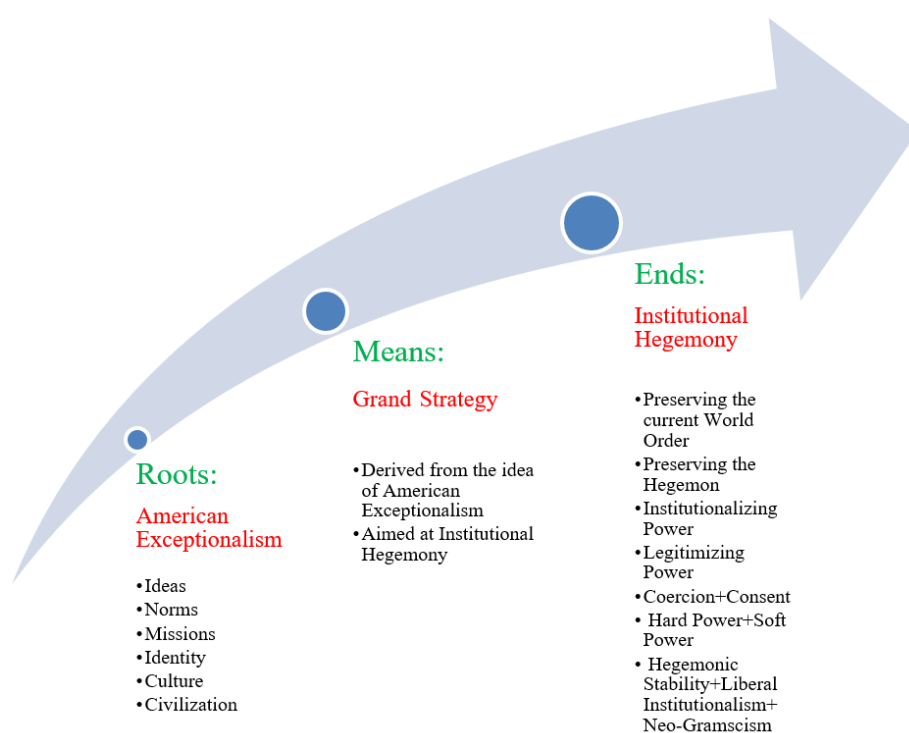 Roots:
American
Exceptionalism
•Ideas
•Norms
•Missions
•Identity
•Culture
•Civilization
Means:
Grand Strategy
•Derived from the idea
of American
Exceptionalism
•Aimed at Institutional
Hegemony
Ends:
Institutional
Hegemony
•Preserving the
current World
Order
•Preserving the
Hegemon
•Institutionalizing
Power
•Legitimizing
Power
•Coercion+Consent
• Hard Power+Soft
Power
• Hegemonic
Stability+Liberal
Institutionalism+
Neo-Gramscism